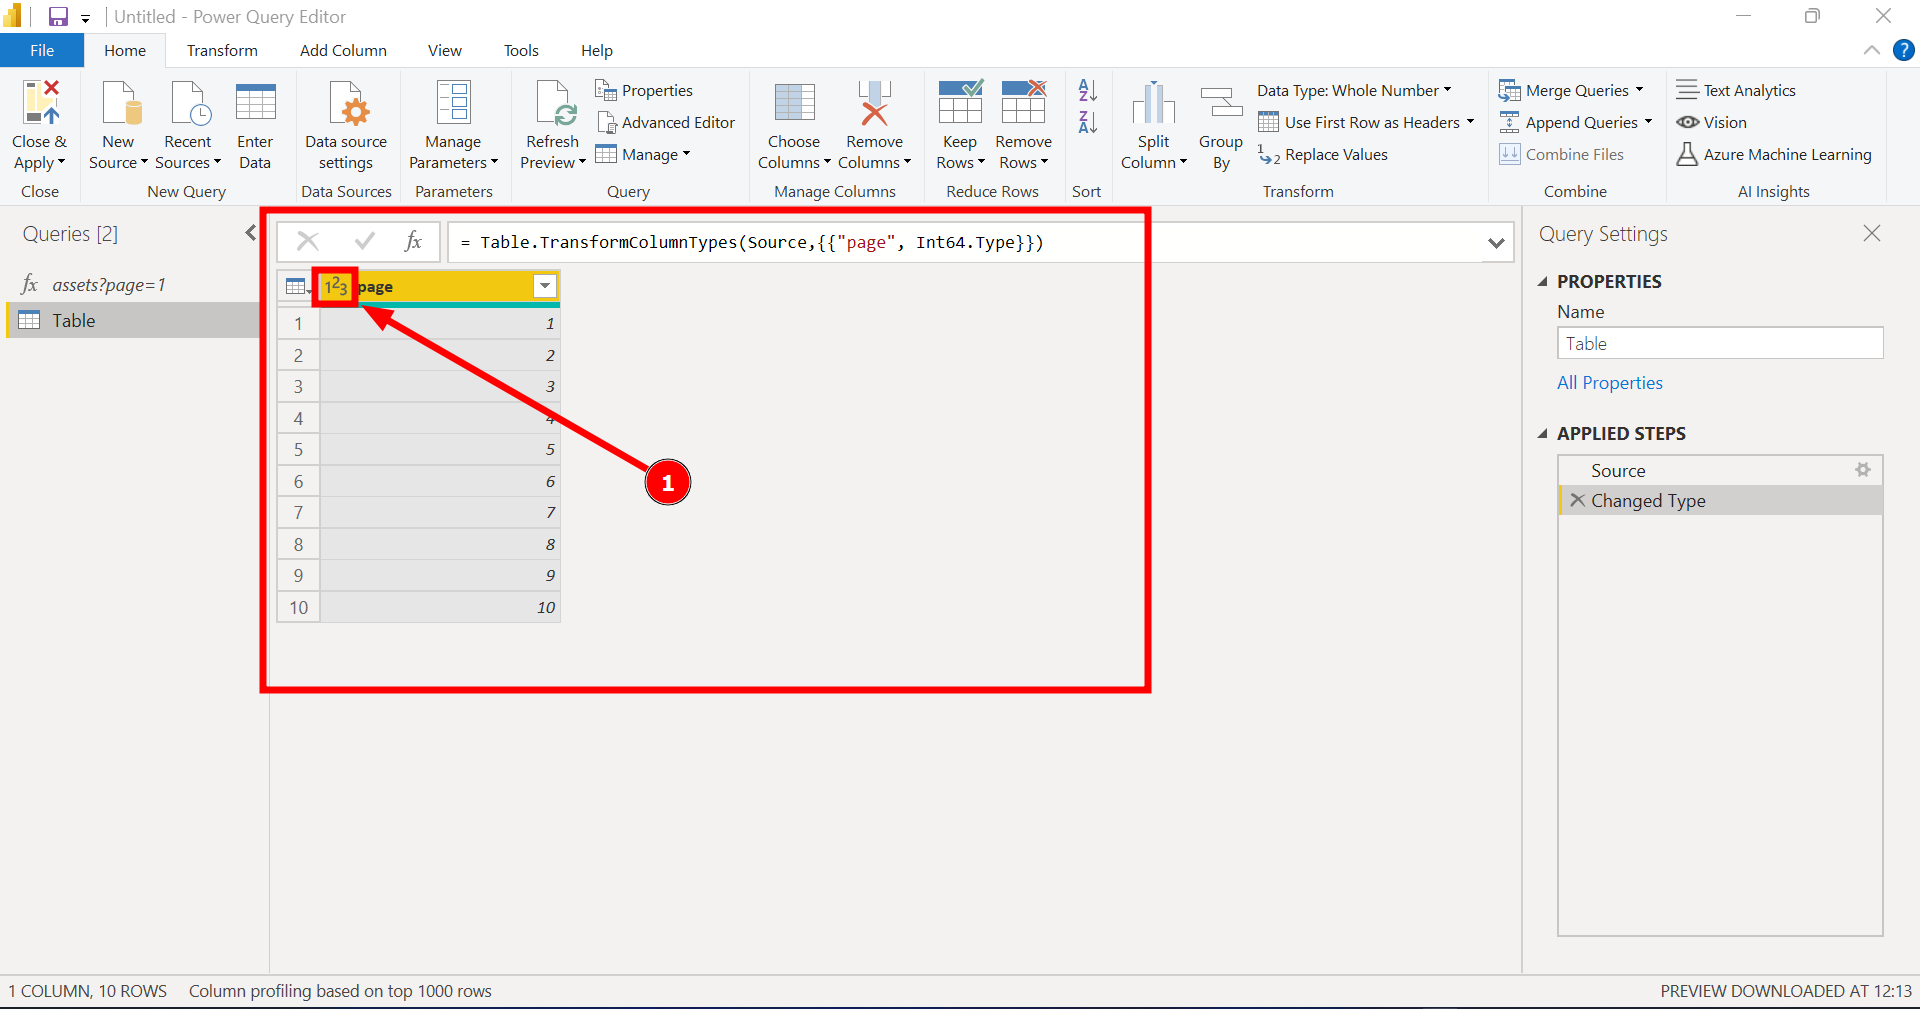 Untitled - Power Query Editor
File Home Transform Add Column View Tools Help ?
Close & Apply
Close
New Source
Recent Sources
Enter Data
New Query
Data source settings
Data Sources
Manage Parameters
Parameters
Refresh Preview
Properties
Advanced Editor
Manage
Query
Choose Columns
Remove Columns
Manage Columns
Keep Rows
Remove Rows
Reduce Rows
A Z
Z A
Sort
Split Column
Group By
Data Type: Whole Number
Use First Row as Headers
1 2 Replace Values
Transform
Merge Queries
Append Queries
Combine Files
Combine
Text Analytics
Vision
Azure Machine Learning
AI Insights
Queries [2]
fx assets?page=1
Table
fx = Table.TransformColumnTypes(Source,{{"page", Int64.Type}})
123 page
1 1
2 2
3 3
4 4
5 5
6 6
7 7
8 8
9 9
10 10
1
Query Settings
PROPERTIES
Name
Table
All Properties
APPLIED STEPS
Source
Changed Type
1 COLUMN, 10 ROWS Column profiling based on top 1000 rows
PREVIEW DOWNLOADED AT 12:13